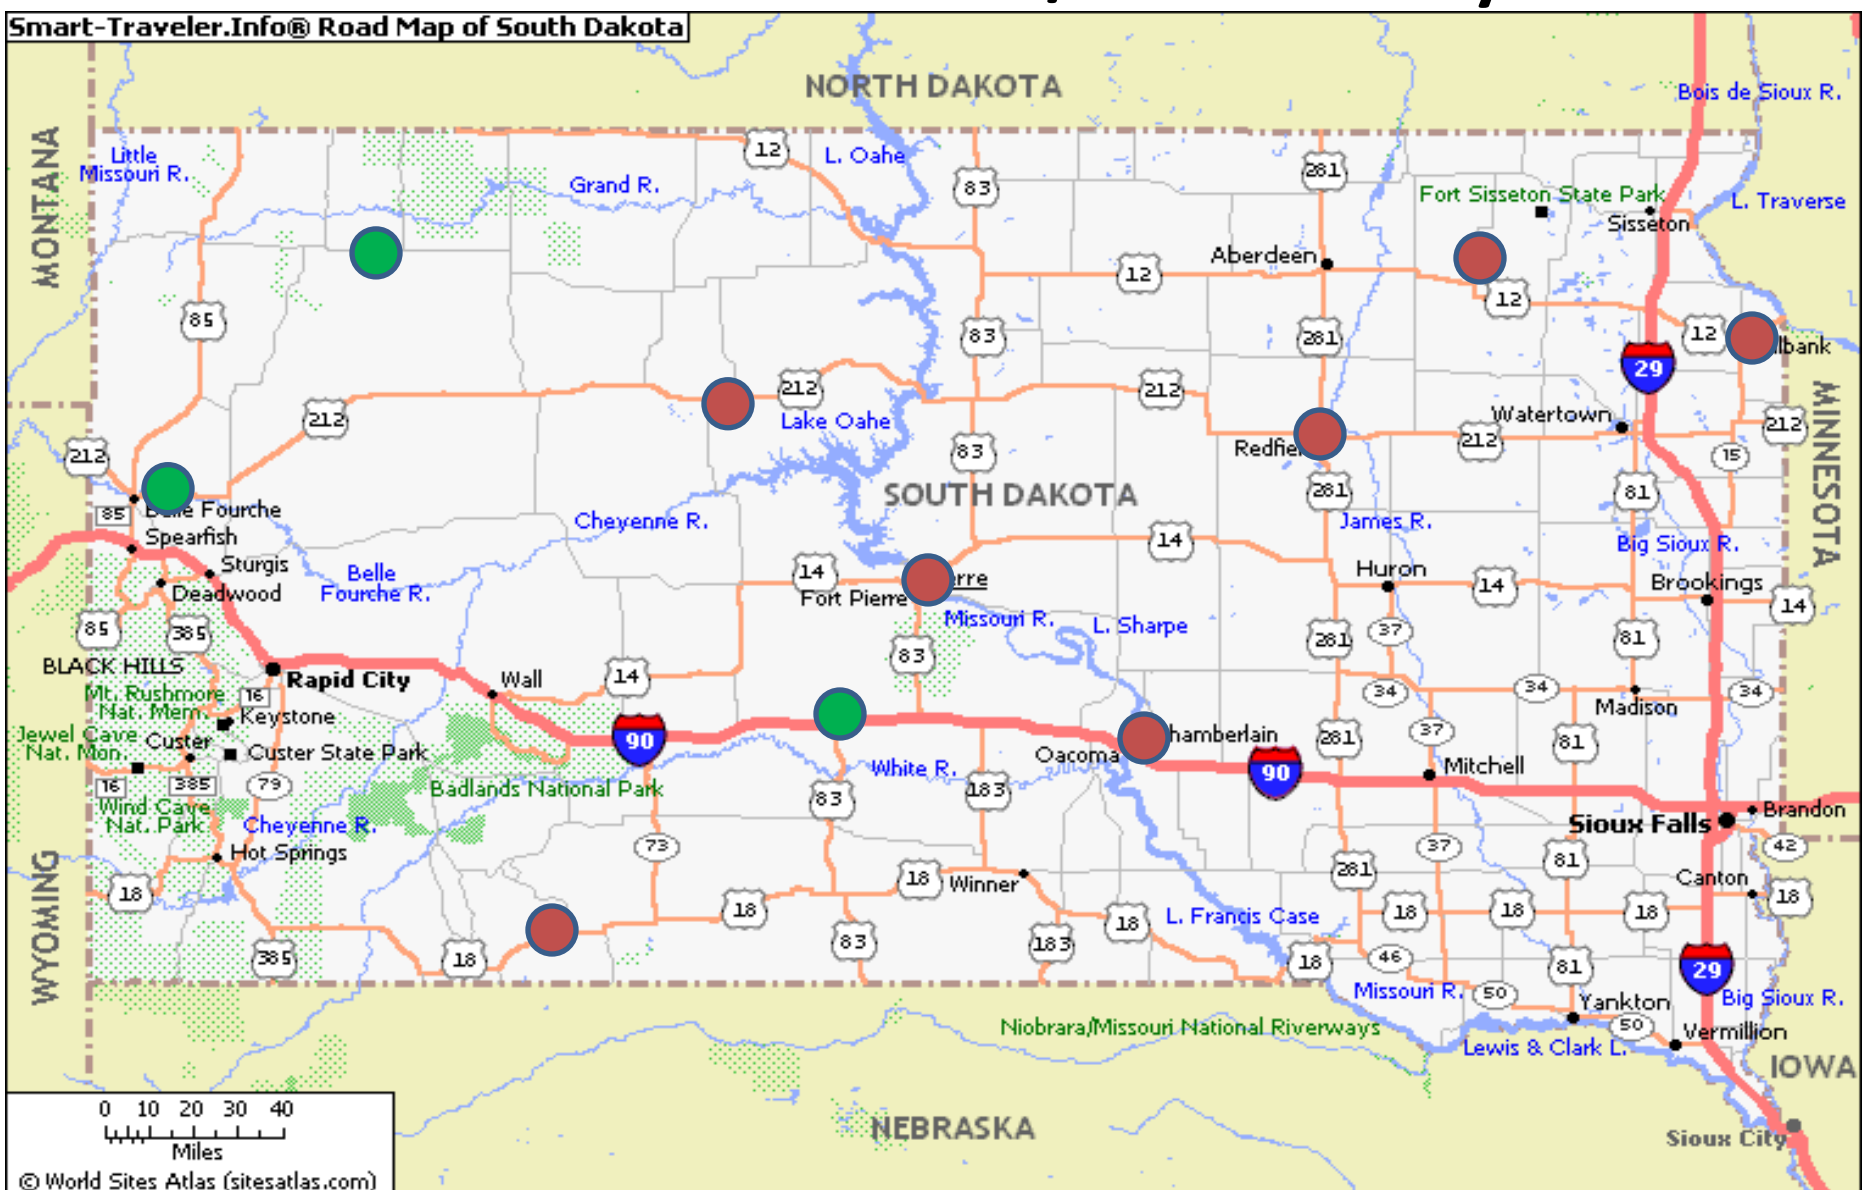 Smart-Traveler.Info® Road Map of South Dakota
NORTH DAKOTA
Bois de Sioux R.
MONTANA
Little
Missouri R.
12
L. Oahe
Grand R.
83
281
Fort Sisseton State Park
L. Traverse
Sisseton
Aberdeen
12
12
85
83
281
12
29
212
212
212
Lake Oahe
Watertown
212
212
212
83
15
MINNESOTA
SOUTH DAKOTA
281
81
85
Fourche
Cheyenne R.
James R.
Spearfish
14
Big Sioux R.
Sturgis
Belle
Fourche R.
Deadwood
14
Fort Pierre
Huron
14
Brookings
14
85
385
Missouri R.
L. Sharpe
281
37
81
83
BLACK HILLS
Rapid City
Wall
14
Mt. Rushmore
Nat. Mem.
16
34
34
34
Madison
Keystone
Jewel Cave
Nat. Mon.
Custer
Custer State Park
90
Oacoma
281
37
81
White R.
90
Mitchell
16
385
79
Badlands National Park
83
183
Wind Cave
Nat. Park
Cheyenne R.
Brandon
Sioux Falls
Hot Springs
73
37
81
42
281
18
18
Winner
Canton
18
18
18
L. Francis Case
18
18
18
WYOMING
385
18
83
183
18
46
81
29
Missouri R.
50
Yankton
Big Sioux R.
Niobrara/Missouri National Riverways
50
Vermillion
Lewis & Clark L.
IOWA
0 10 20 30 40
Miles
NEBRASKA
Sioux City
© World Sites Atlas (sitesatlas.com)